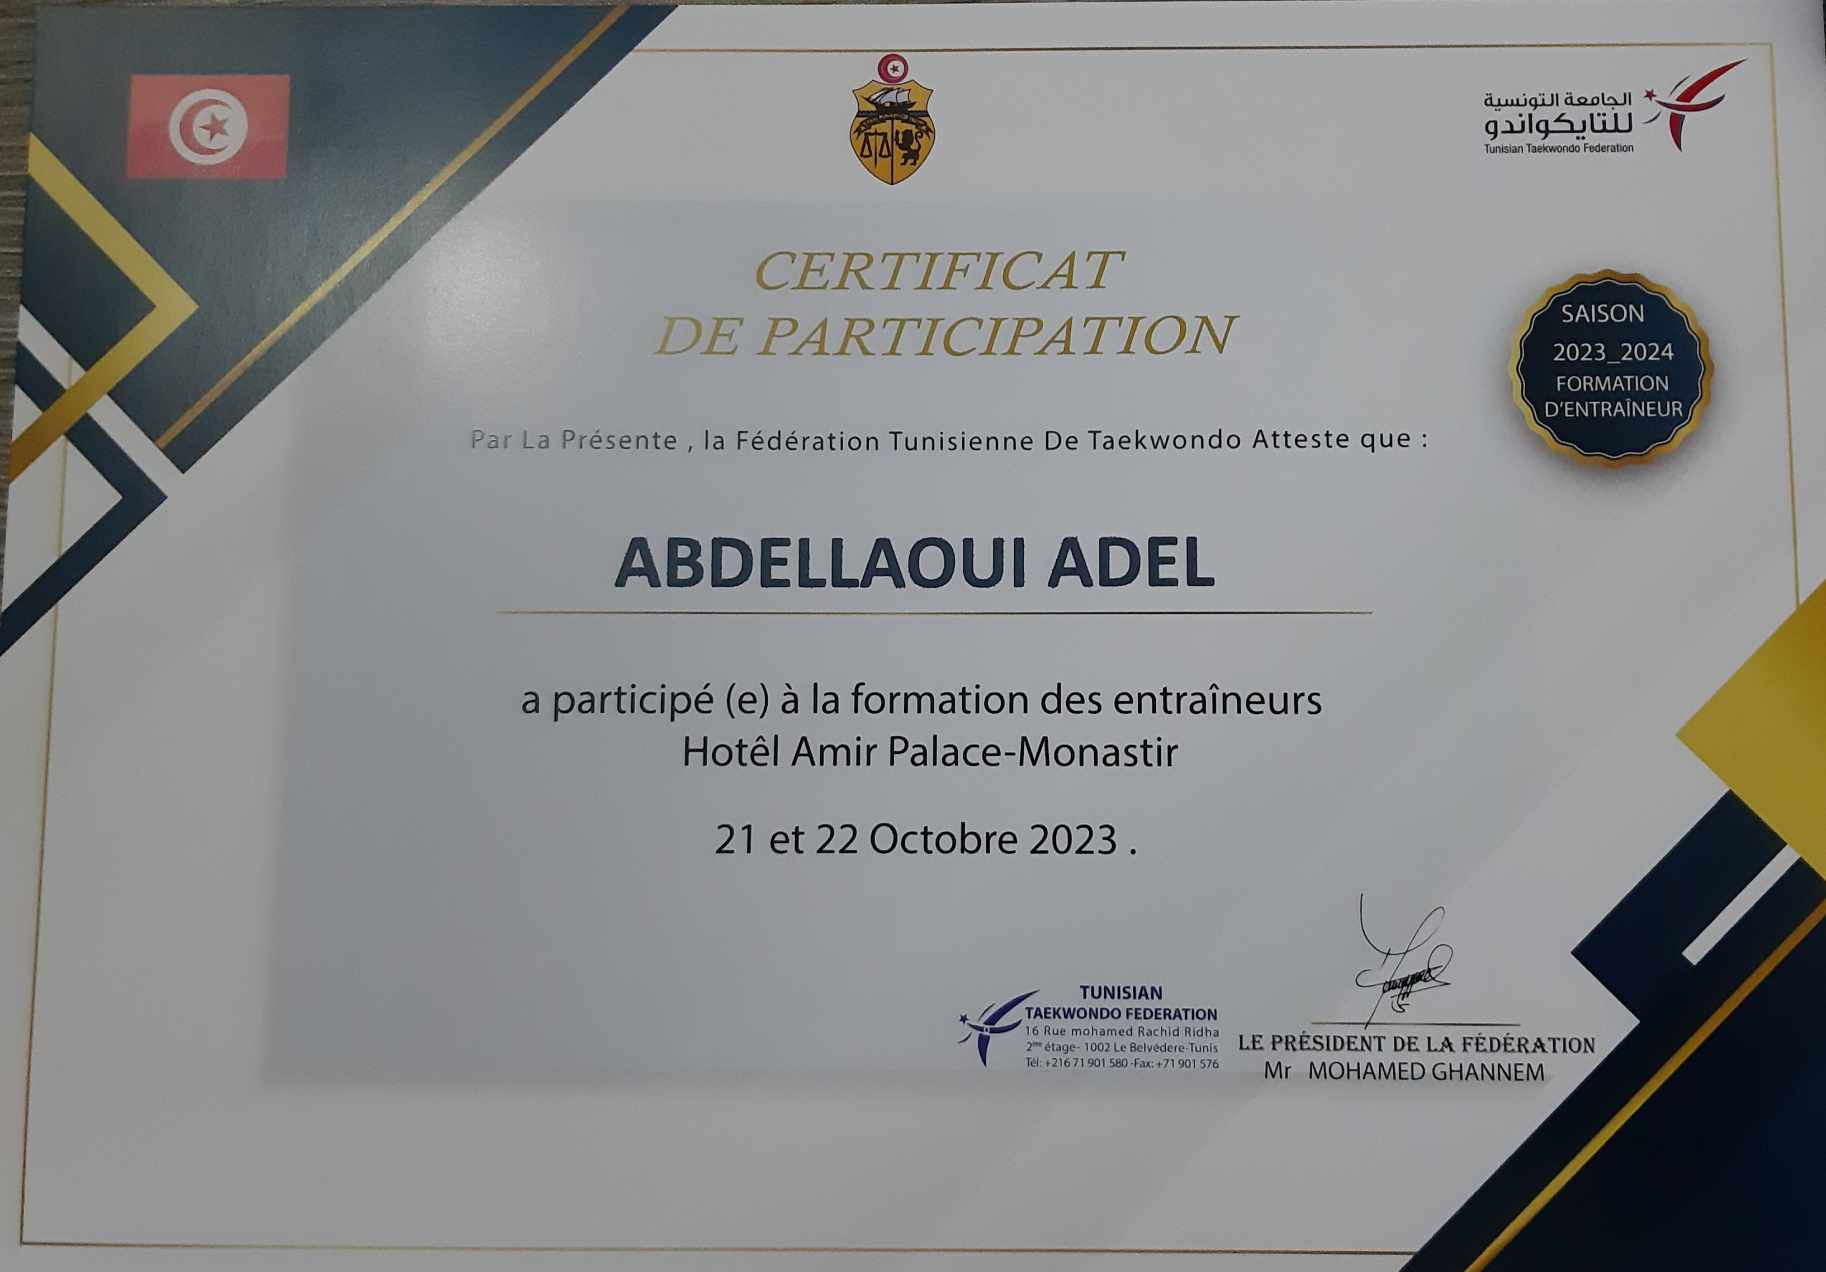 الجامعة التونسية
للتايكواندو
Tunisian Taekwondo Federation
CERTIFICAT
DE PARTICIPATION
SAISON
2023_2024
FORMATION
D'ENTRAÎNEUR
Par La Présente , la Fédération Tunisienne De Taekwondo Atteste que :
ABDELLAOUI ADEL
a participé (e) à la formation des entraîneurs
Hotêl Amir Palace-Monastir
21 et 22 Octobre 2023 .
TUNISIAN
TAEKWONDO FEDERATION
16 Rue mohamed Rachid Ridha
2ème étage- 1002 Le Belvédere-Tunis
Tél: +216 71 901 580 -Fax: +71 901 576
LE PRÉSIDENT DE LA FÉDÉRATION
Mr MOHAMED GHANNEM